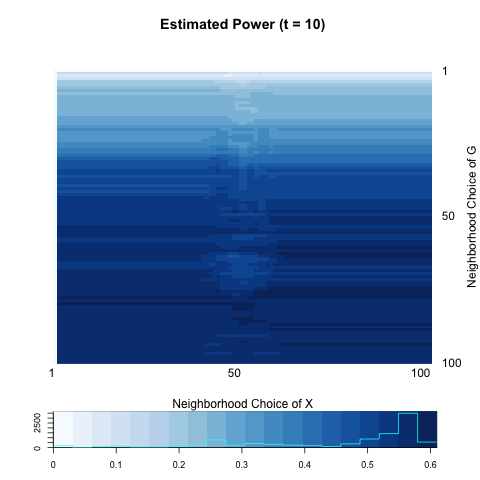 Estimated Power (t = 10)
1
50
100
Neighborhood Choice of G
1 50 100
Neighborhood Choice of X
0 2500
0 0.1 0.2 0.3 0.4 0.5 0.6